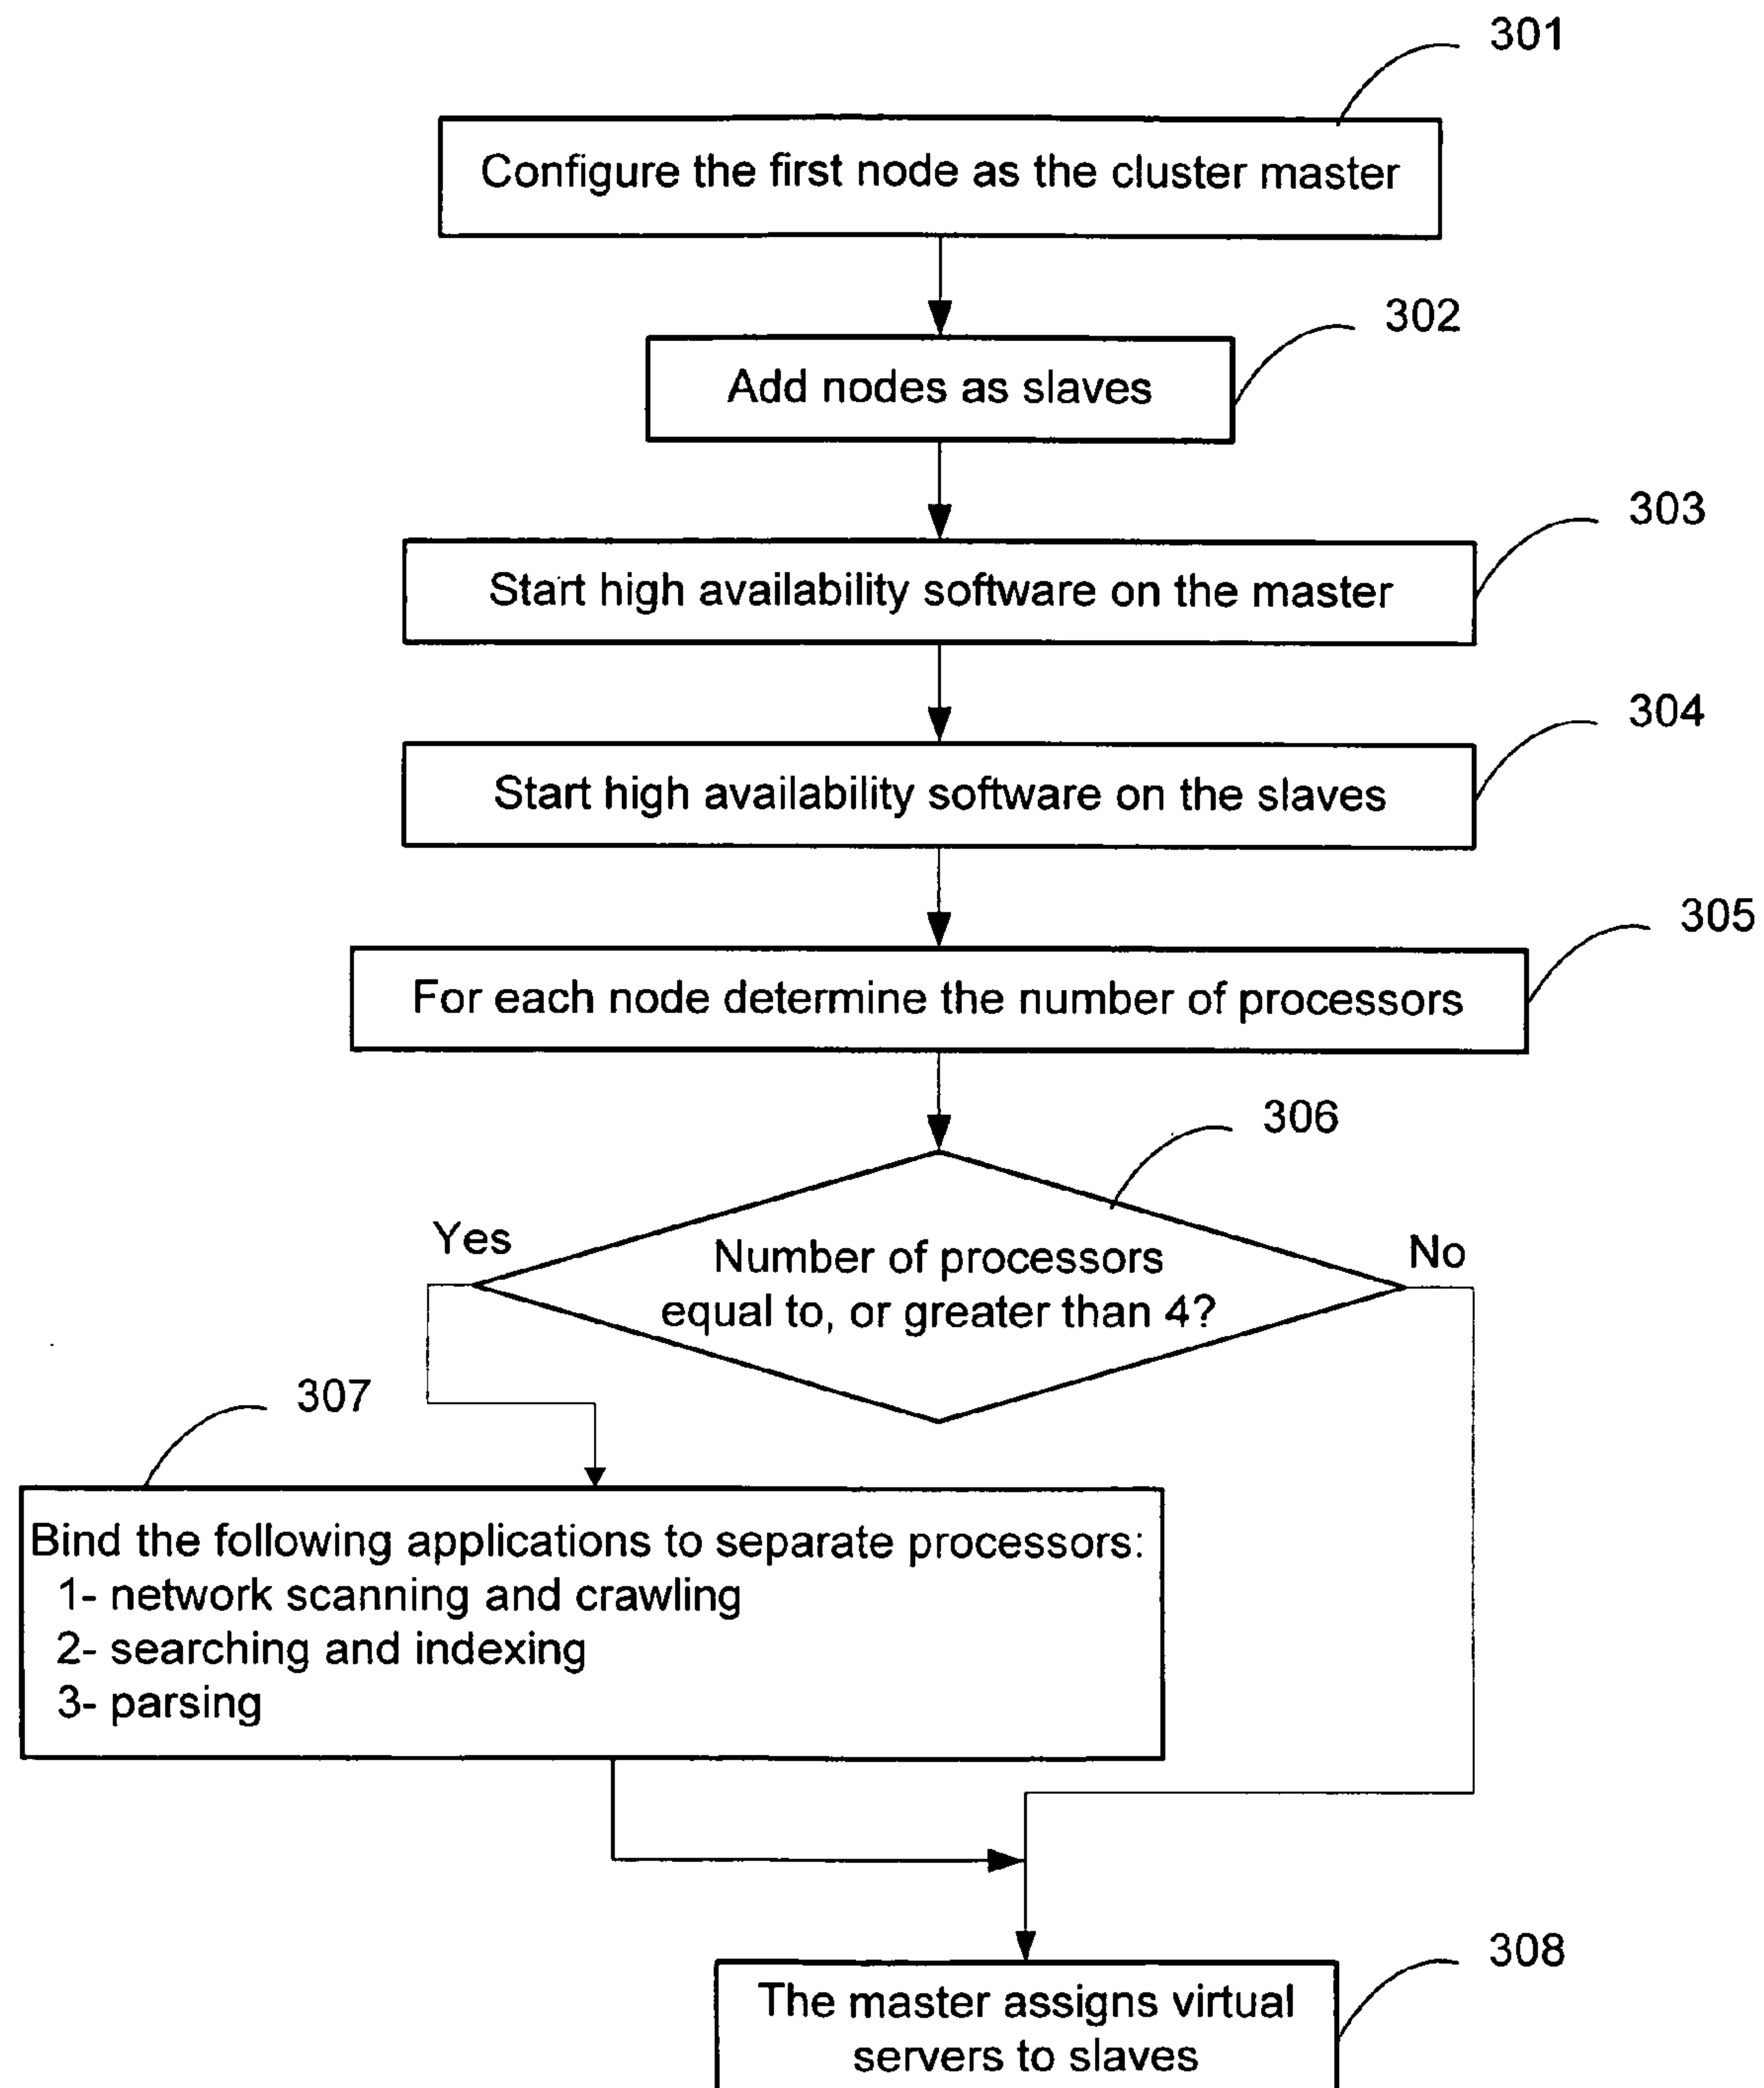 301
Configure the first node as the cluster master
302
Add nodes as slaves
303
Start high availability software on the master
304
Start high availability software on the slaves
305
For each node determine the number of processors
306
Yes
No
Number of processors
equal to, or greater than 4?
307
Bind the following applications to separate processors:
1- network scanning and crawling
2- searching and indexing
3- parsing
308
The master assigns virtual
servers to slaves